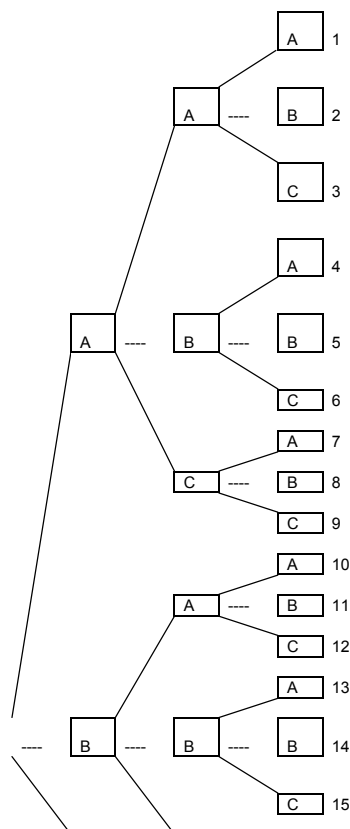 A 1
A ---- B 2
C 3
A 4
A ---- B ---- B 5
C 6
A 7
C ---- B 8
C 9
A 10
A ---- B 11
C 12
A 13
---- B ---- B ---- B 14
C 15